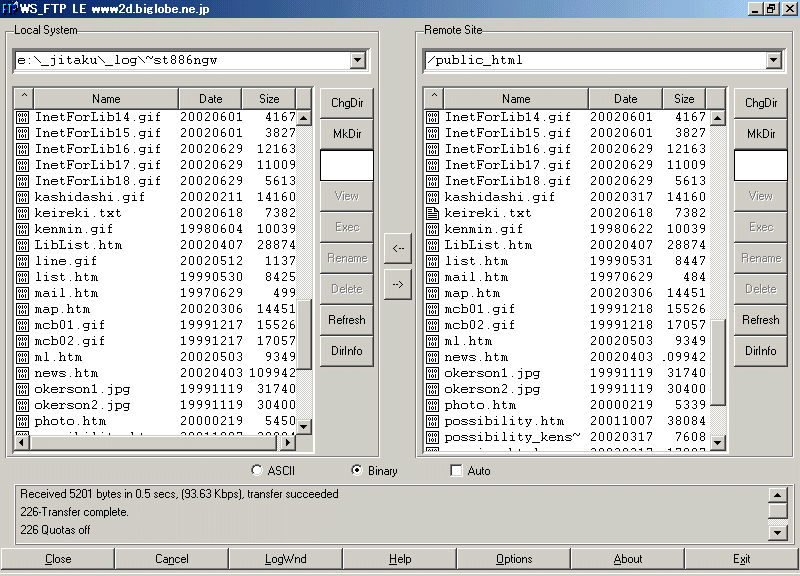 WS_FTP LE www2d.biglobe.ne.jp
Local System
e:\_jitaku\_log\~st886ngw
^ Name Date Size
InetForLib14.gif 20020601 4167
InetForLib15.gif 20020601 3827
InetForLib16.gif 20020629 12163
InetForLib17.gif 20020629 11009
InetForLib18.gif 20020629 5613
kashidashi.gif 20020211 14160
keireki.txt 20020618 7382
kenmin.gif 19980604 10039
LibList.htm 20020407 28874
line.gif 20020512 1137
list.htm 19990530 8425
mail.htm 19970629 499
map.htm 20020306 14451
mcb01.gif 19991217 15526
mcb02.gif 19991217 17057
ml.htm 20020503 9349
news.htm 20020403 109942
okerson1.jpg 19991119 31740
okerson2.jpg 19991119 30400
photo.htm 20000219 5450
ChgDir
MkDir
View
Exec
Rename
Delete
Refresh
DirInfo
<--
-->
Remote Site
/public_html
^ Name Date Size
InetForLib14.gif 20020601 4167
InetForLib15.gif 20020601 3827
InetForLib16.gif 20020629 12163
InetForLib17.gif 20020629 11009
InetForLib18.gif 20020629 5613
kashidashi.gif 20020317 14160
keireki.txt 20020618 7382
kenmin.gif 19980622 10039
LibList.htm 20020407 28874
list.htm 19990531 8447
mail.htm 19970629 484
map.htm 20020306 14451
mcb01.gif 19991218 15526
mcb02.gif 19991218 17057
ml.htm 20020503 9349
news.htm 20020403 .09942
okerson1.jpg 19991119 31740
okerson2.jpg 19991119 30400
photo.htm 20000219 5339
possibility.htm 20011007 38084
possibility_kens~ 20020317 7608
ChgDir
MkDir
View
Exec
Rename
Delete
Refresh
DirInfo
ASCII Binary Auto
Received 5201 bytes in 0.5 secs, (93.63 Kbps), transfer succeeded
226-Transfer complete.
226 Quotas off
Close Cancel LogWnd Help Options About Exit